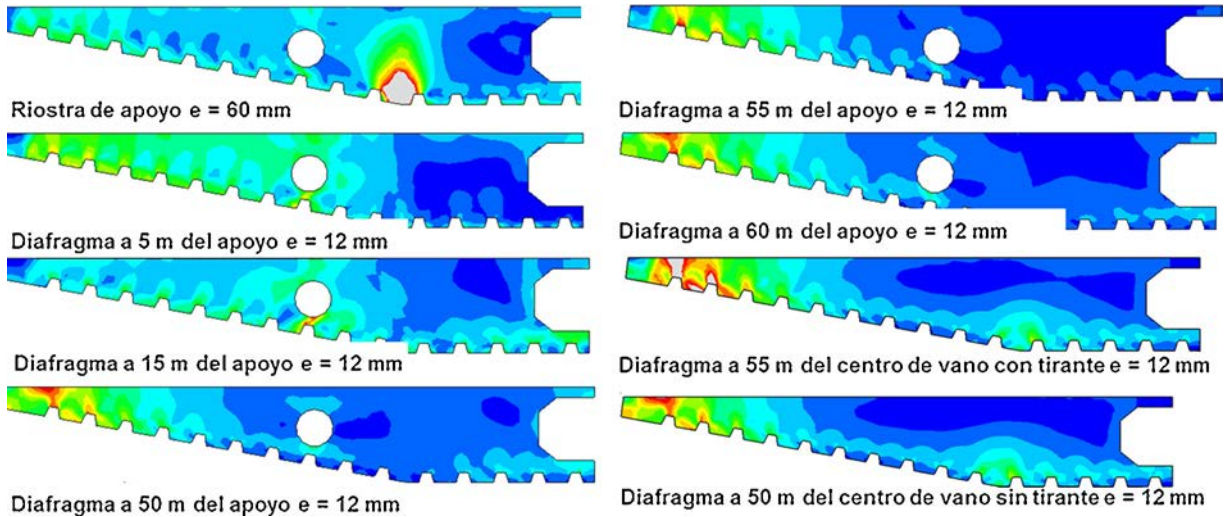 Riostra de apoyo e = 60 mm
Diafragma a 5 m del apoyo e = 12 mm
Diafragma a 15 m del apoyo e = 12 mm
Diafragma a 50 m del apoyo e = 12 mm
Diafragma a 55 m del apoyo e = 12 mm
Diafragma a 60 m del apoyo e = 12 mm
Diafragma a 55 m del centro de vano con tirante e = 12 mm
Diafragma a 50 m del centro de vano sin tirante e = 12 mm